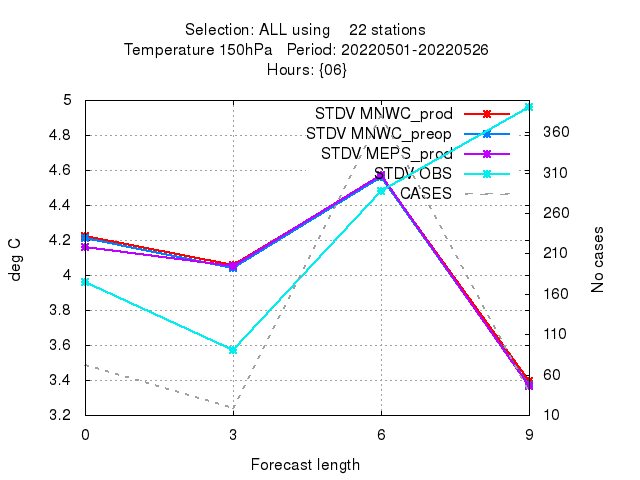 Selection: ALL using    22 stations
Temperature 150hPa   Period: 20220501-20220526
Hours: {06}
STDV MNWC_prod
STDV MNWC_preop
STDV MEPS_prod
STDV OBS
CASES
5
4.8
4.6
4.4
4.2
4
3.8
3.6
3.4
3.2
deg C
360
310
260
210
160
110
60
10
No cases
0 3 6 9
Forecast length